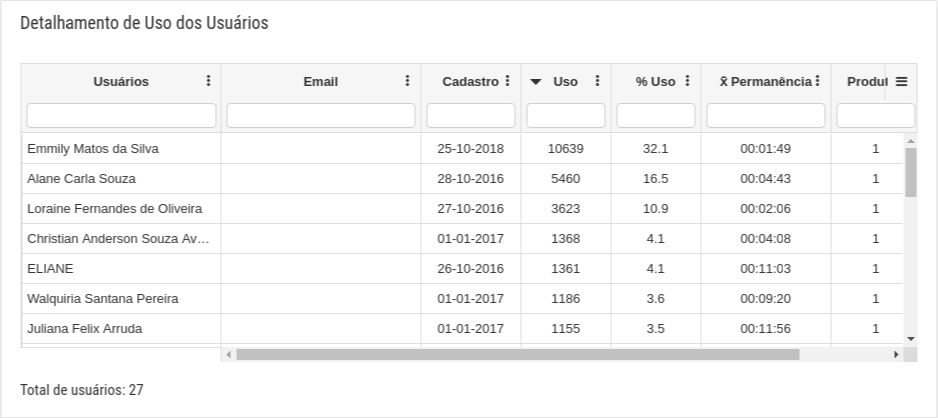 Detalhamento de Uso dos Usuários
Usuários Email Cadastro Uso % Uso x̄ Permanência Produt
Emmily Matos da Silva 25-10-2018 10639 32.1 00:01:49 1
Alane Carla Souza 28-10-2016 5460 16.5 00:04:43 1
Loraine Fernandes de Oliveira 27-10-2016 3623 10.9 00:02:06 1
Christian Anderson Souza Av... 01-01-2017 1368 4.1 00:04:08 1
ELIANE 26-10-2016 1361 4.1 00:11:03 1
Walquiria Santana Pereira 01-01-2017 1186 3.6 00:09:20 1
Juliana Felix Arruda 01-01-2017 1155 3.5 00:11:56 1
Total de usuários: 27